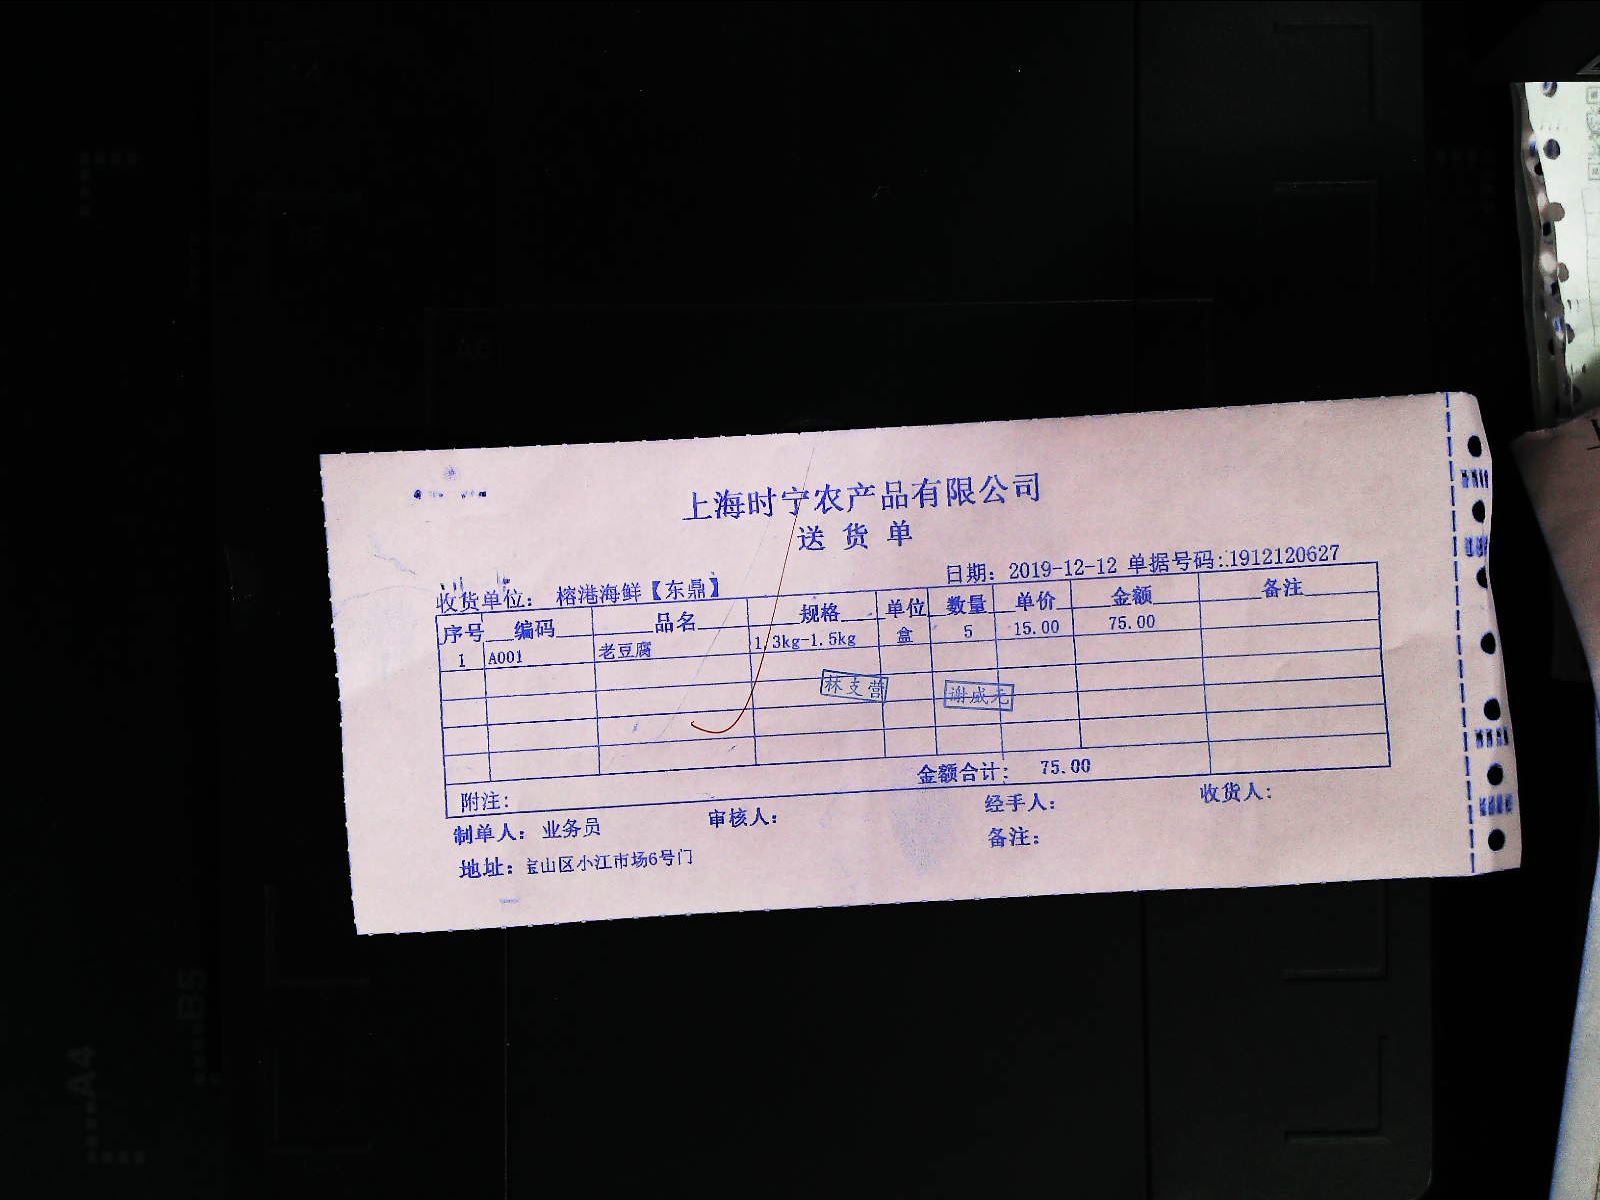 上海时宁农产品有限公司
送货单
收货单位： 榕港海鲜【东鼎】 日期： 2019-12-12 单据号码：1912120627
序号 编码 品名 规格 单位 数量 单价 金额 备注
1 A001 老豆腐 1.3kg-1.5kg 盒 5 15.00 75.00
林支营 谢成
金额合计： 75.00
附注：
制单人： 业务员 审核人： 经手人： 收货人：
地址：宝山区小江市场6号门 备注：
A4
B5